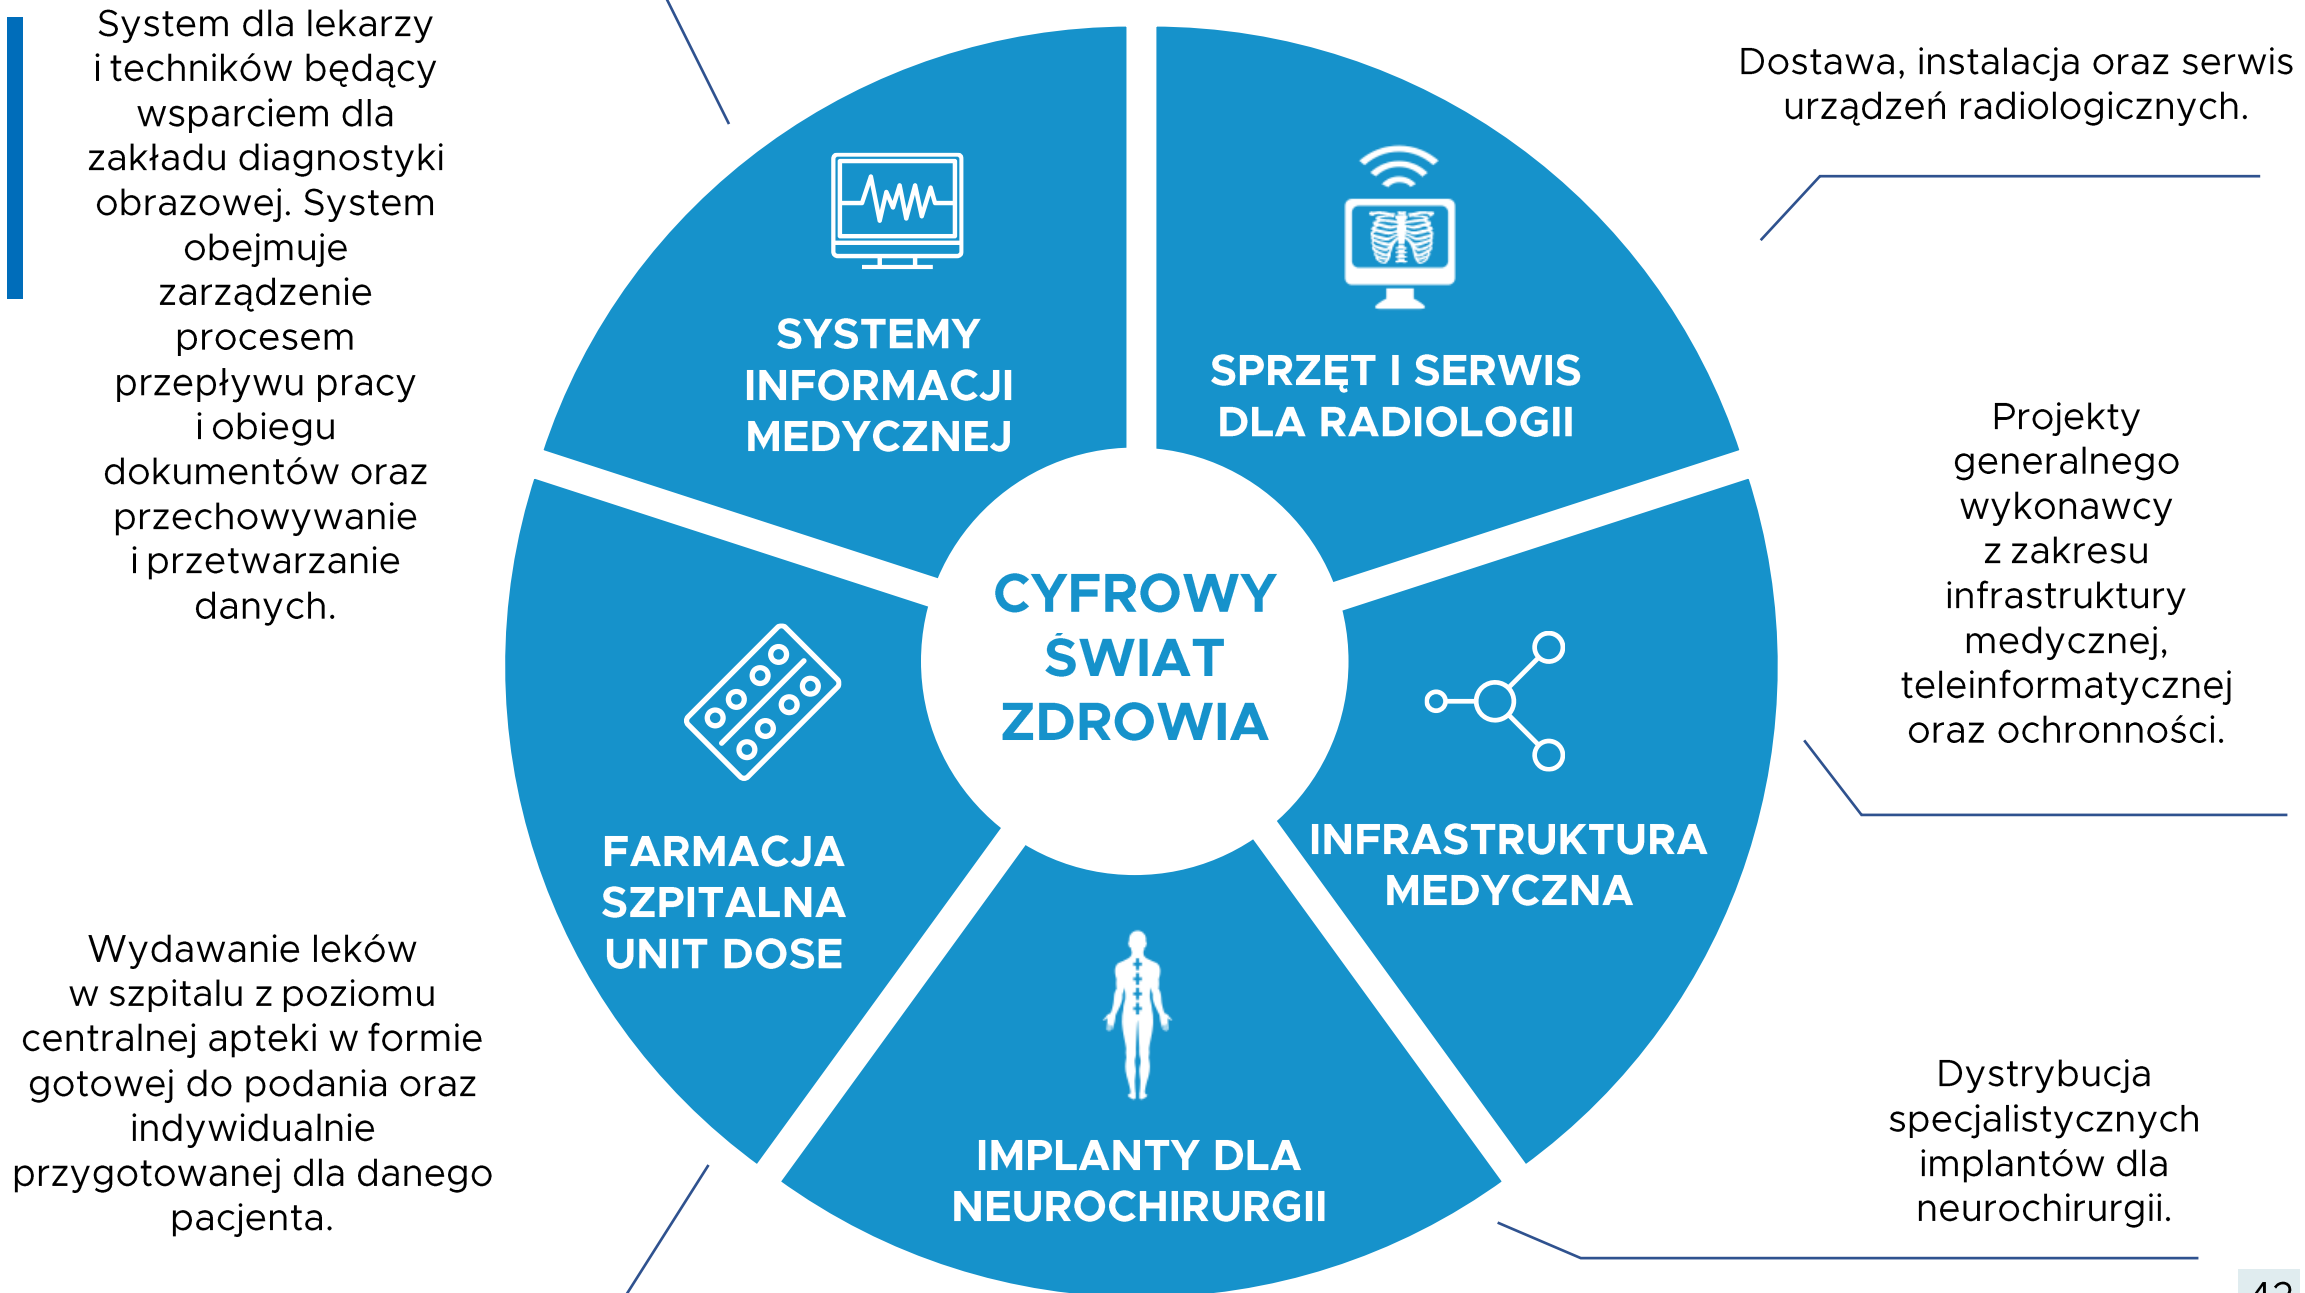 System dla lekarzy
i techników będący
wsparciem dla
zakładu diagnostyki
obrazowej. System
obejmuje
zarządzenie
procesem
przepływu pracy
i obiegu
dokumentów oraz
przechowywanie
i przetwarzanie
danych.
Wydawanie leków
w szpitalu z poziomu
centralnej apteki w formie
gotowej do podania oraz
indywidualnie
przygotowanej dla danego
pacjenta.
SYSTEMY
INFORMACJI
MEDYCZNEJ
SPRZĘT I SERWIS
DLA RADIOLOGII
CYFROWY
ŚWIAT
ZDROWIA
FARMACJA
SZPITALNA
UNIT DOSE
INFRASTRUKTURA
MEDYCZNA
IMPLANTY DLA
NEUROCHIRURGII
Dostawa, instalacja oraz serwis
urządzeń radiologicznych.
Projekty
generalnego
wykonawcy
z zakresu
infrastruktury
medycznej,
teleinformatycznej
oraz ochronności.
Dystrybucja
specjalistycznych
implantów dla
neurochirurgii.